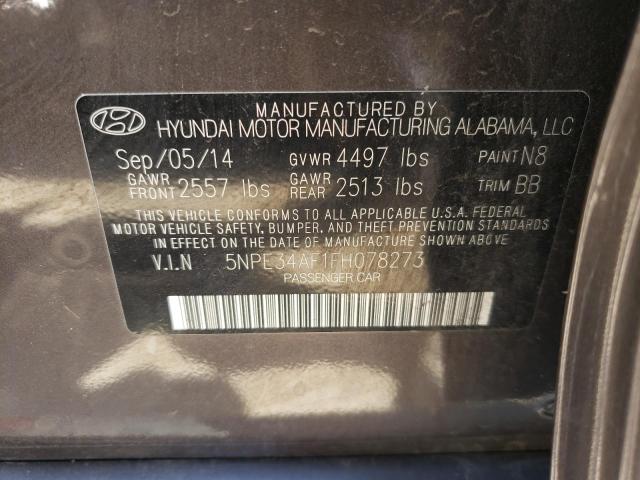 MANUFACTURED BY
HYUNDAI MOTOR MANUFACTURING ALABAMA, LLC
Sep/05/14 GVWR 4497 lbs PAINT N8
GAWR FRONT 2557 lbs GAWR REAR 2513 lbs TRIM BB
THIS VEHICLE CONFORMS TO ALL APPLICABLE U.S.A. FEDERAL
MOTOR VEHICLE SAFETY, BUMPER, AND THEFT PREVENTION STANDARDS
IN EFFECT ON THE DATE OF MANUFACTURE SHOWN ABOVE.
V.I.N 5NPE34AF1FH078273
PASSENGER CAR